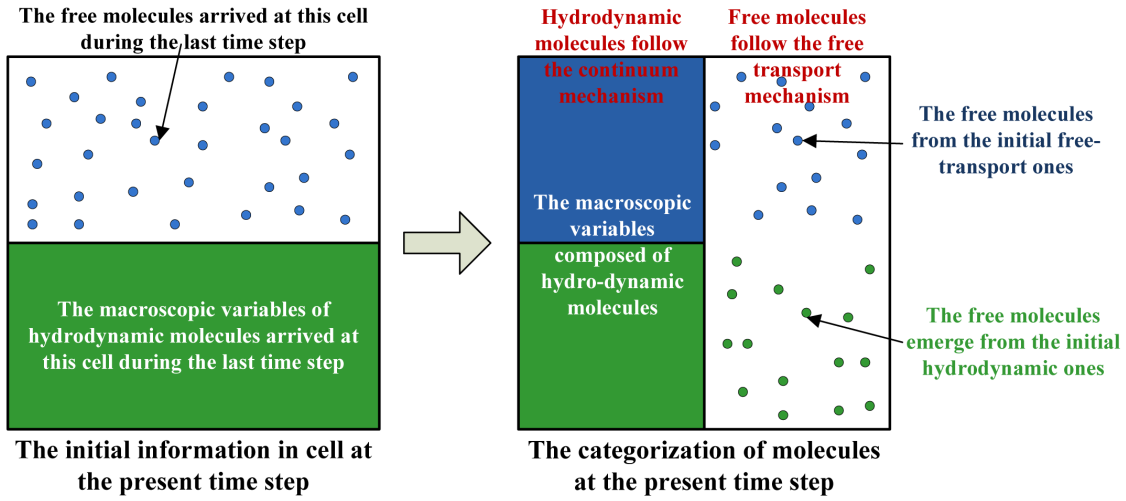 The free molecules arrived at this cell
during the last time step
The macroscopic variables of
hydrodynamic molecules arrived at
this cell during the last time step
The initial information in cell at
the present time step
Hydrodynamic
molecules follow
the continuum
mechanism
Free molecules
follow the free
transport
mechanism
The macroscopic
variables
composed of
hydro-dynamic
molecules
The free molecules
from the initial free-
transport ones
The free molecules
emerge from the initial
hydrodynamic ones
The categorization of molecules
at the present time step